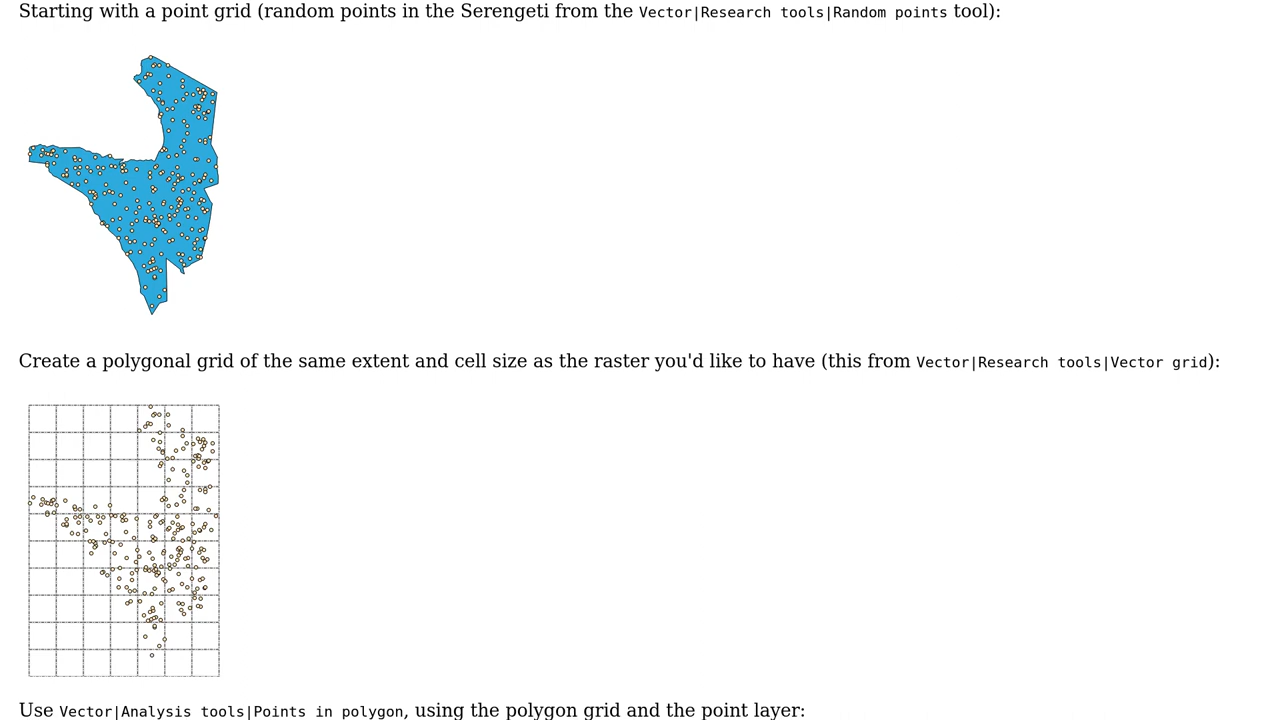 Starting with a point grid (random points in the Serengeti from the Vector|Research tools|Random points tool):
Create a polygonal grid of the same extent and cell size as the raster you'd like to have (this from Vector|Research tools|Vector grid):
Use Vector|Analysis tools|Points in polygon, using the polygon grid and the point layer: